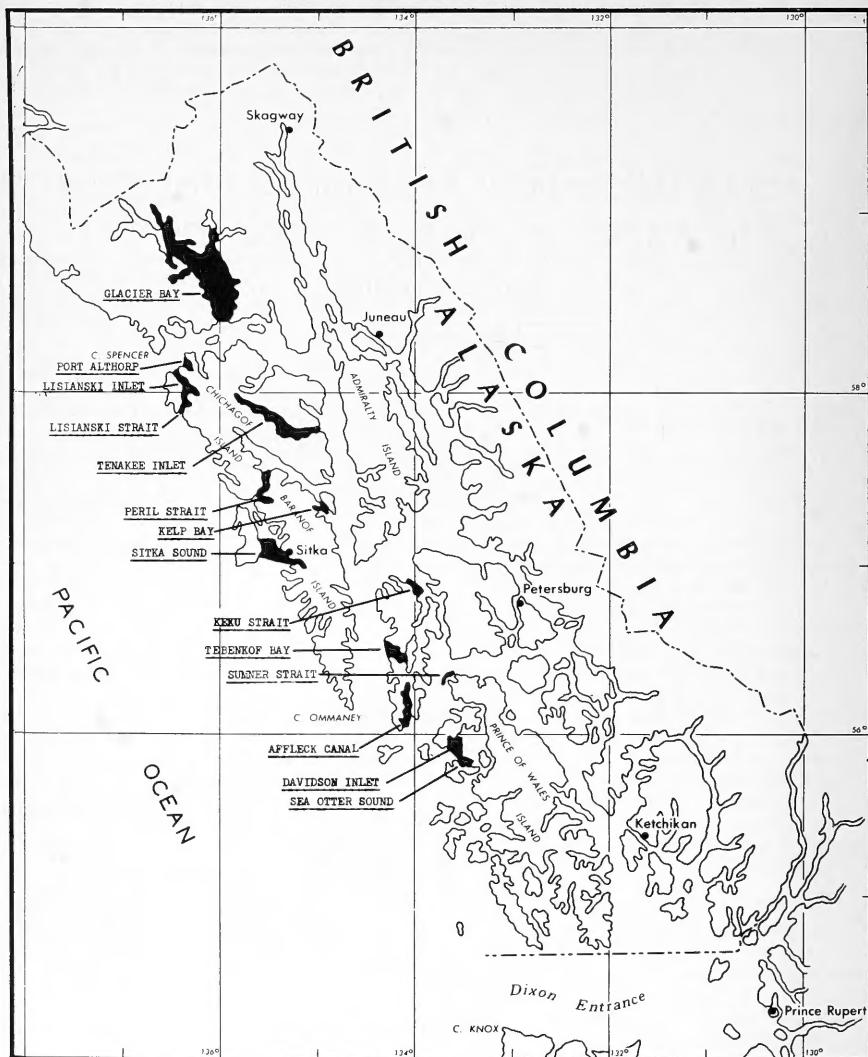 136°
134°
132°
130°
BRITISH
COLUMBIA
ALASKA
Skagway
GLACIER BAY
Juneau
C. SPENCER
PORT ALTHORP
LISIANSKI INLET
58°
CHICHAGOF
ISLAND
ADMIRALTY
ISLAND
LISIANSKI STRAIT
TENAKEE INLET
PERIL STRAIT
BARANOF
ISLAND
KELP BAY
SITKA SOUND
Sitka
PACIFIC
OCEAN
KEKU STRAIT
Petersburg
TEBENKOF BAY
SUMNER STRAIT
C. OMMANEY
56°
AFFLECK CANAL
PRINCE OF WALES
ISLAND
DAVIDSON INLET
SEA OTTER SOUND
Ketchikan
Dixon Entrance
Prince Rupert
C. KNOX
136°
134°
132°
130°